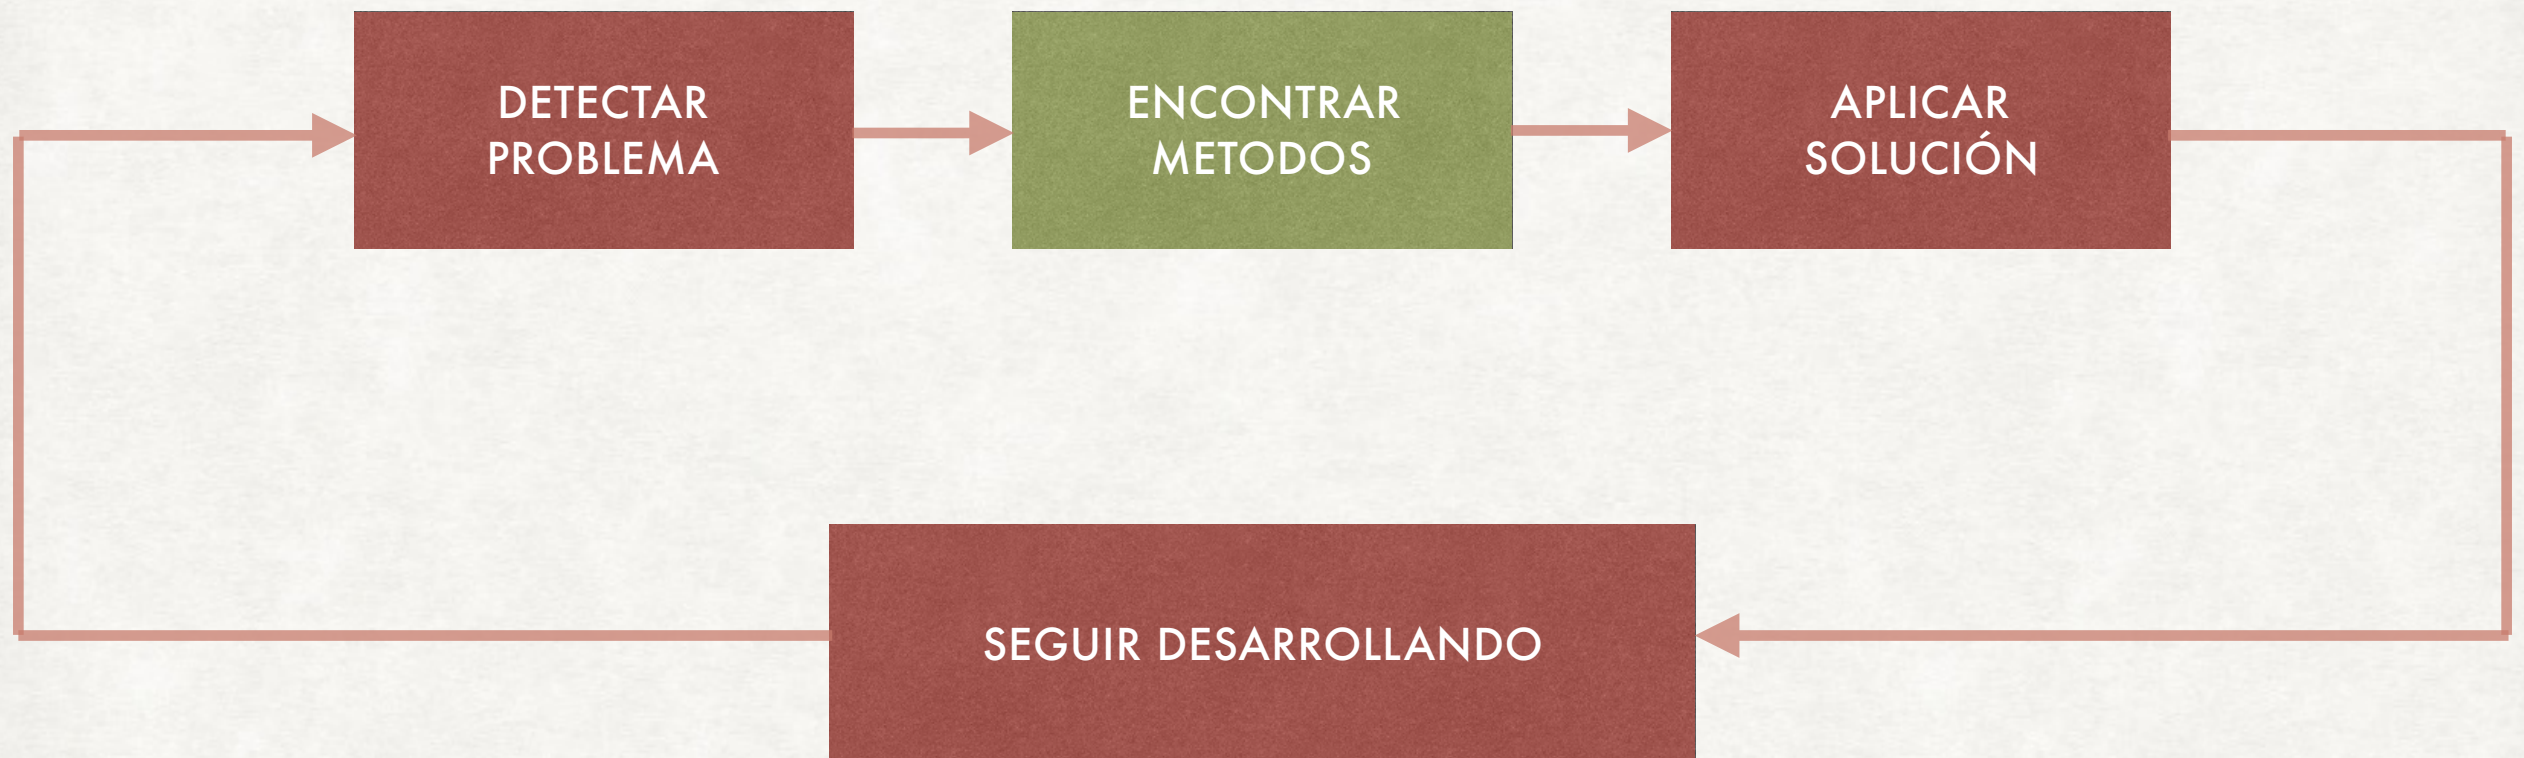 DETECTAR
PROBLEMA
ENCONTRAR
METODOS
APLICAR
SOLUCIÓN
SEGUIR DESARROLLANDO